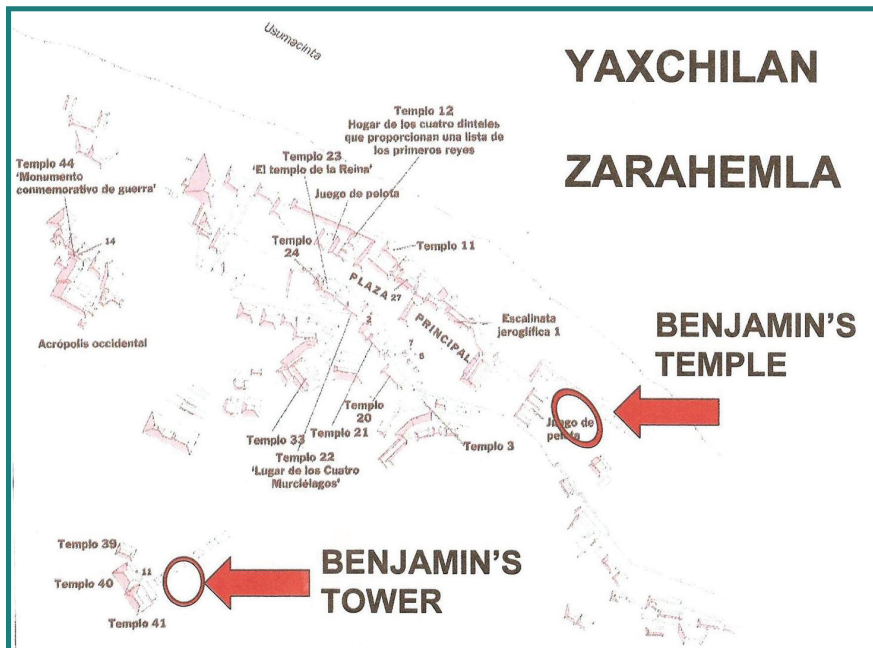 Usumacinta
YAXCHILAN
ZARAHEMLA
Templo 12
Hogar de los cuatro dinteles
que proporcionan una lista de
los primeros reyes
Templo 23
'El templo de la Reina'
Juego de pelota
Templo 44
'Monumento
conmemorativo de guerra'
14
Templo
24
Templo 11
PLAZA
27
PRINCIPAL
3
7
6
Escalinata
jeroglífica 1
Acrópolis occidental
BENJAMIN'S
TEMPLE
Juego de
pelota
Templo
20
Templo 33
Templo 21
Templo 3
Templo 22
'Lugar de los Cuatro
Murciélagos'
Templo 39
11
Templo 40
Templo 41
BENJAMIN'S
TOWER